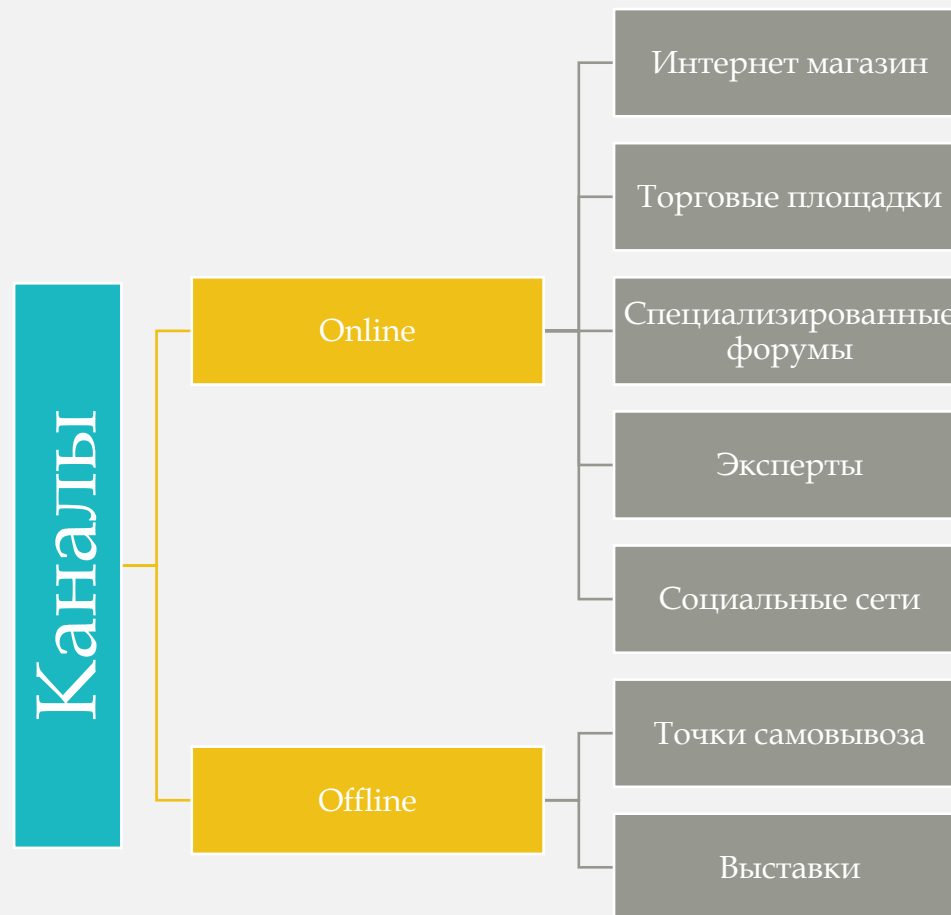 Каналы
Online
Интернет магазин
Торговые площадки
Специализированные
форумы
Эксперты
Социальные сети
Offline
Точки самовывоза
Выставки